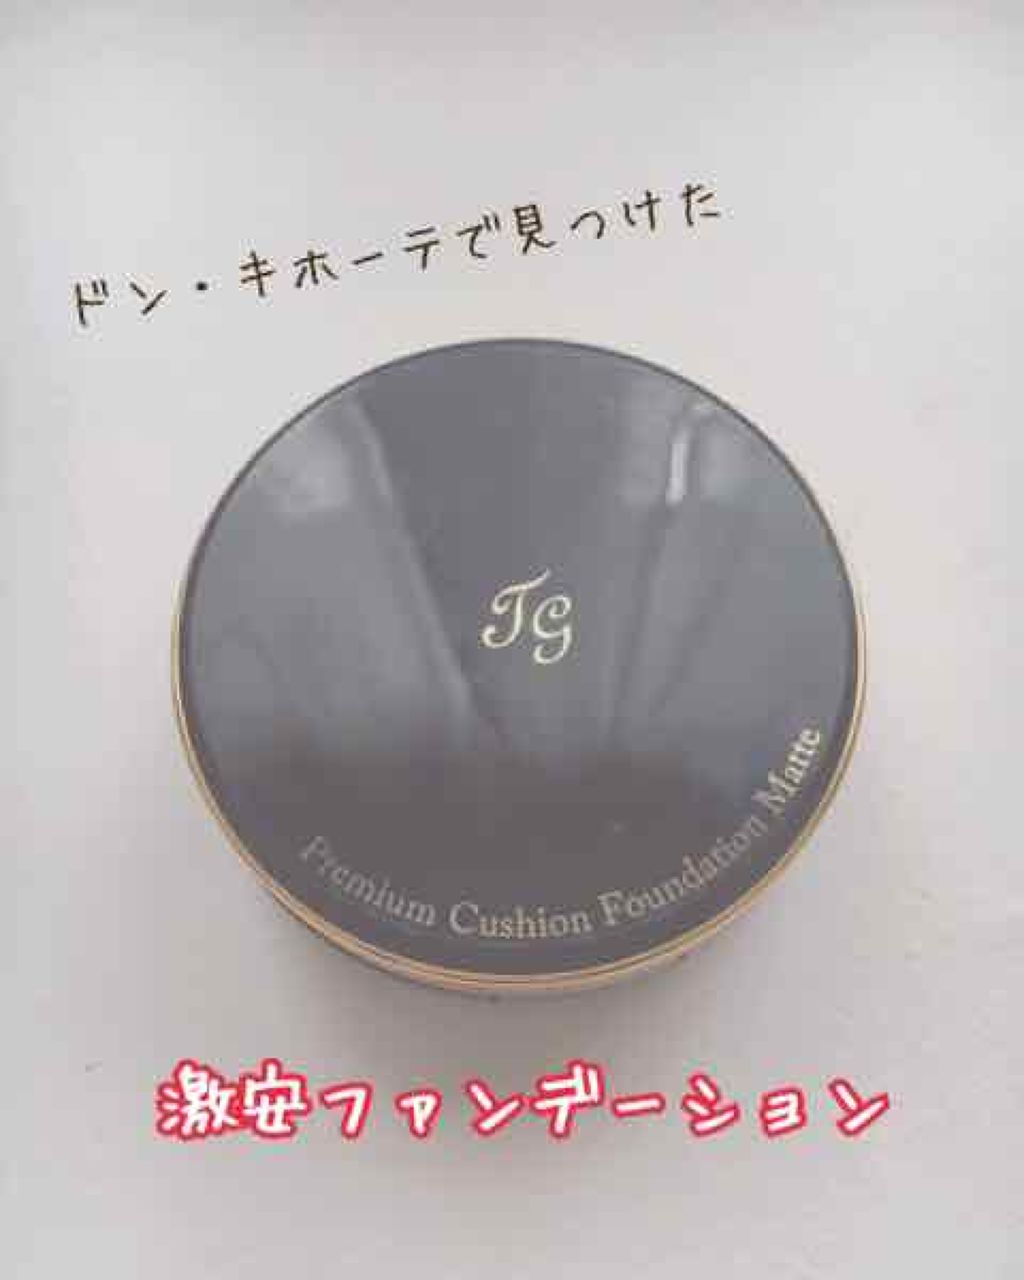 ドン・キホーテで見つけた
TG
Premium Cushion Foundation Matte
激安ファンデーション